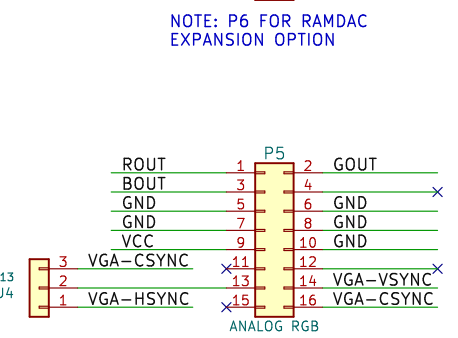 NOTE: P6 FOR RAMDAC
EXPANSION OPTION
P5
ROUT 1 2 GOUT
BOUT 3 4
GND 5 6 GND
GND 7 8 GND
VCC 9 10 GND
3 VGA-CSYNC 11 12
13 2 13 14 VGA-VSYNC
J4 1 VGA-HSYNC 15 16 VGA-CSYNC
ANALOG RGB